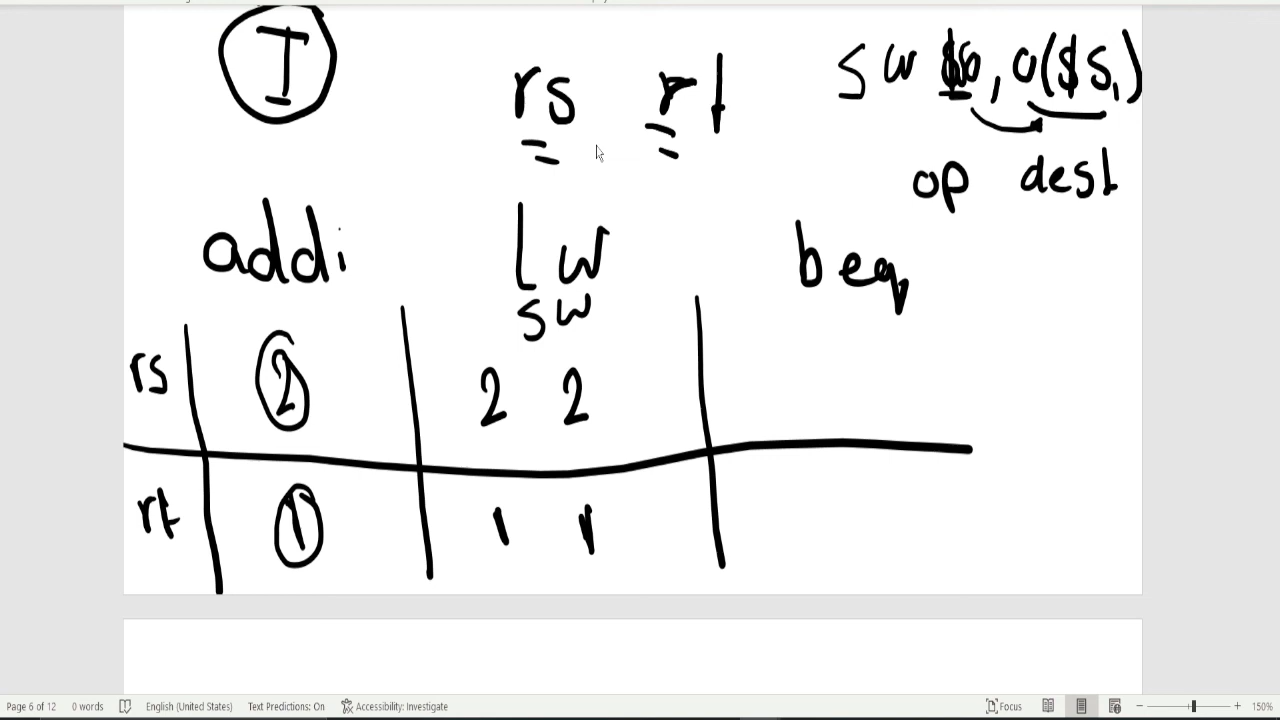 I
rs rt sw $s0, 0($s1)
op dest
addi lw beq
sw
rs 2 2 2
rt 1 1 1
Page 6 of 12 0 words English (United States) Text Predictions: On Accessibility: Investigate Focus 150%